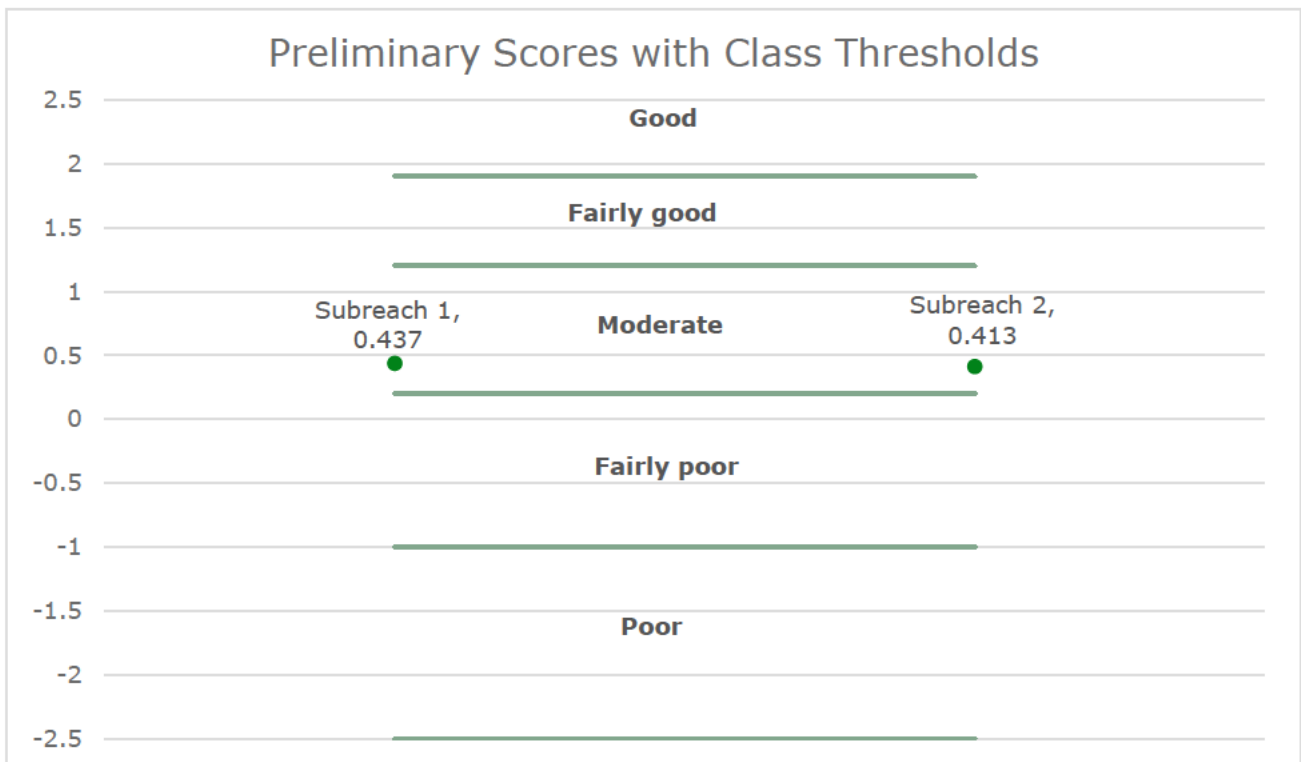 Preliminary Scores with Class Thresholds
2.5
Good
2
Fairly good
1.5
1
Subreach 1,
0.437
Moderate
Subreach 2,
0.413
0.5
0
Fairly poor
-0.5
-1
-1.5
Poor
-2
-2.5